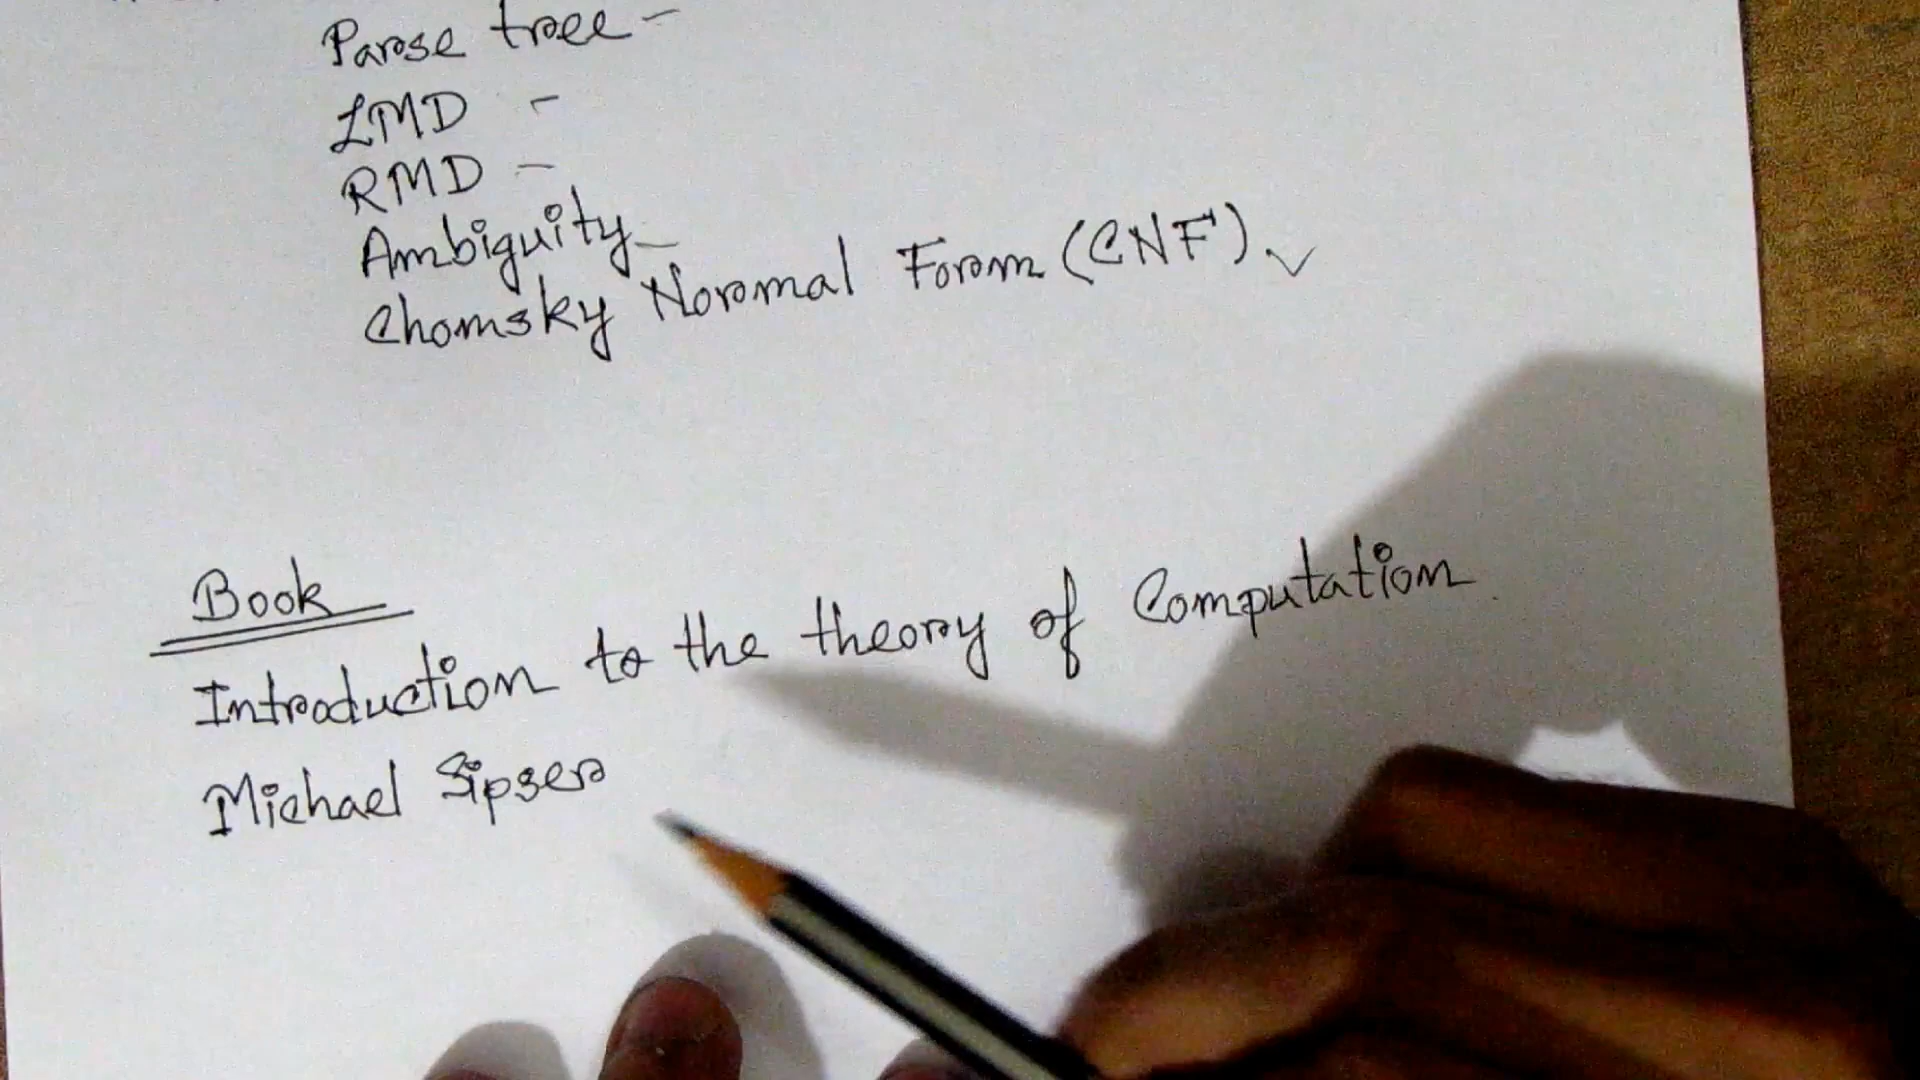 Parse tree -
LMD -
RMD -
Ambiguity -
Chomsky Normal Form (CNF) ✓
Book
Introduction to the theory of Computation.
Michael Sipser